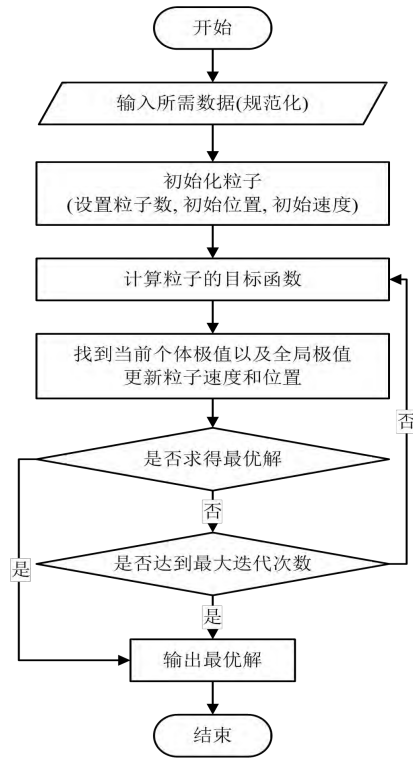 开始
输入所需数据(规范化)
初始化粒子
(设置粒子数, 初始位置, 初始速度)
计算粒子的目标函数
找到当前个体极值以及全局极值
更新粒子速度和位置
否
是否求得最优解
否
是
是否达到最大迭代次数
是
输出最优解
结束